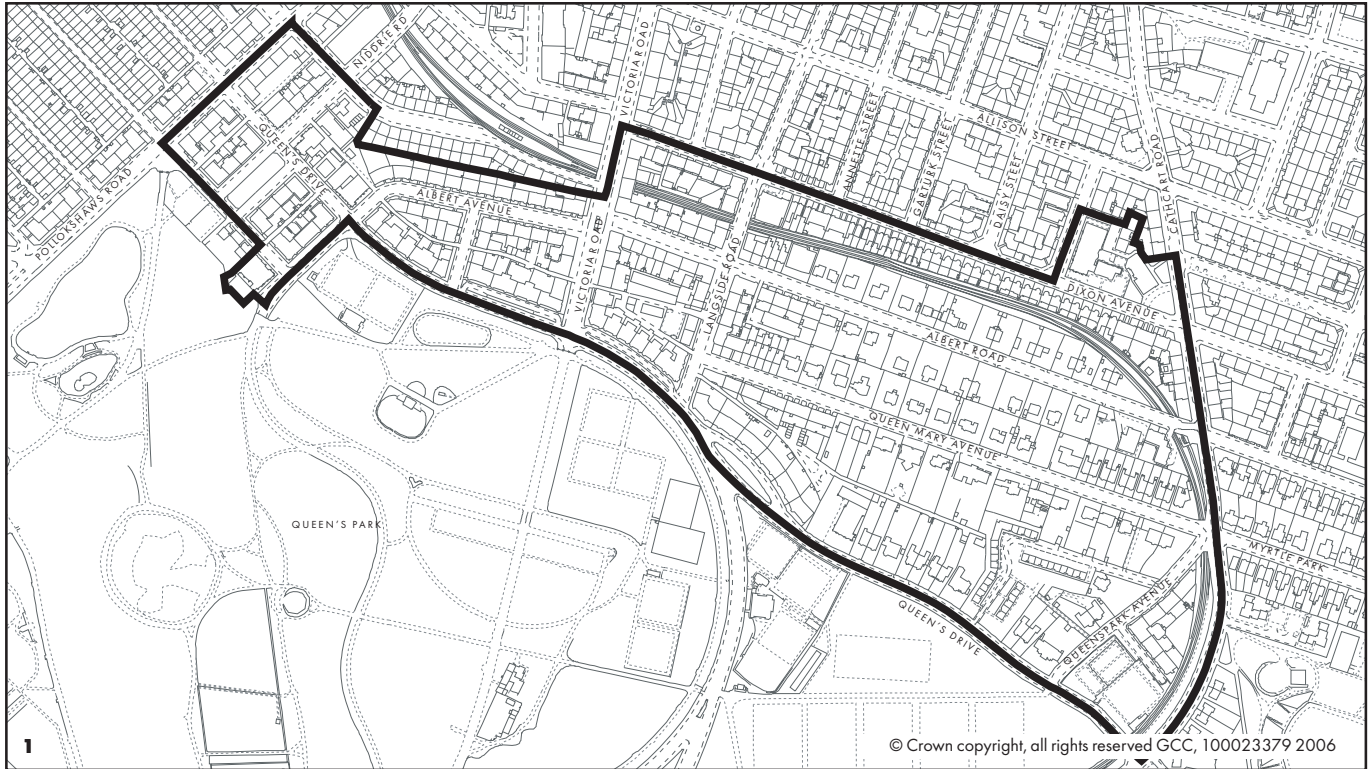 NIDDRIE RD
VICTORIA ROAD
ALLISON STREET
ANNETTE STREET
GARTURK STREET
DAISY STREET
CATHCART ROAD
QUEEN'S DRIVE
POLLOKSHAWS ROAD
ALBERT AVENUE
VICTORIA ROAD
LANGSIDE ROAD
DIXON AVENUE
ALBERT ROAD
QUEEN MARY AVENUE
QUEEN'S PARK
MYRTLE PARK
QUEEN'S DRIVE
QUEENSPARK AVENUE
1
© Crown copyright, all rights reserved GCC, 100023379 2006